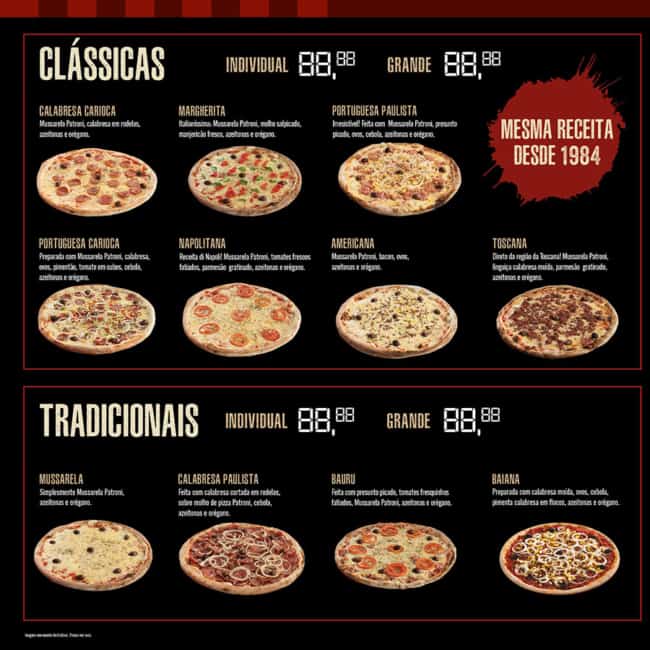 CLÁSSICAS
INDIVIDUAL 88,88
GRANDE 88,88
MESMA RECEITA
DESDE 1984
CALABRESA CARIOCA
Mussarela Patroni, calabresa em rodelas,
azeitonas e orégano.
MARGHERITA
Italianíssima. Mussarela Patroni, molho salpicado,
manjericão fresco, azeitonas e orégano.
PORTUGUESA PAULISTA
Irresistível! Feita com Mussarela Patroni, presunto
picado, ovos, cebola, azeitonas e orégano.
PORTUGUESA CARIOCA
Preparada com Mussarela Patroni, calabresa,
ovos, pimentão, tomate em cubos, cebola,
azeitonas e orégano.
NAPOLITANA
Receita di Napoli! Mussarela Patroni, tomates frescos
fatiados, parmesão gratinado, azeitonas e orégano.
AMERICANA
Mussarela Patroni, bacon, ovos,
azeitonas e orégano.
TOSCANA
Direto da região da Toscana! Mussarela Patroni,
linguiça calabresa moída, parmesão gratinado,
azeitonas e orégano.
TRADICIONAIS
INDIVIDUAL 88,88
GRANDE 88,88
MUSSARELA
Simplesmente Mussarela Patroni,
azeitonas e orégano.
CALABRESA PAULISTA
Feita com calabresa cortada em rodelas,
sobre molho de pizza Patroni, cebola,
azeitonas e orégano.
BAURU
Feita com presunto picado, tomates fresquinhos
fatiados, Mussarela Patroni, azeitonas e orégano.
BAIANA
Preparada com calabresa moída, ovos, cebola,
pimenta calabresa em flocos, azeitonas e orégano.